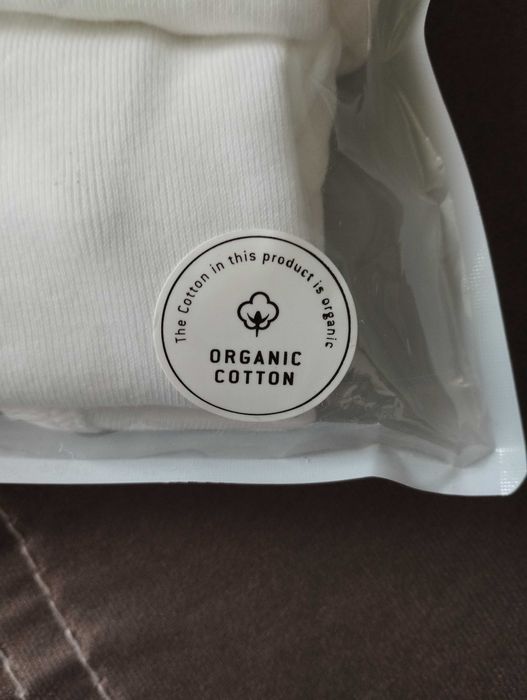 The Cotton in this product is organic
ORGANIC
COTTON